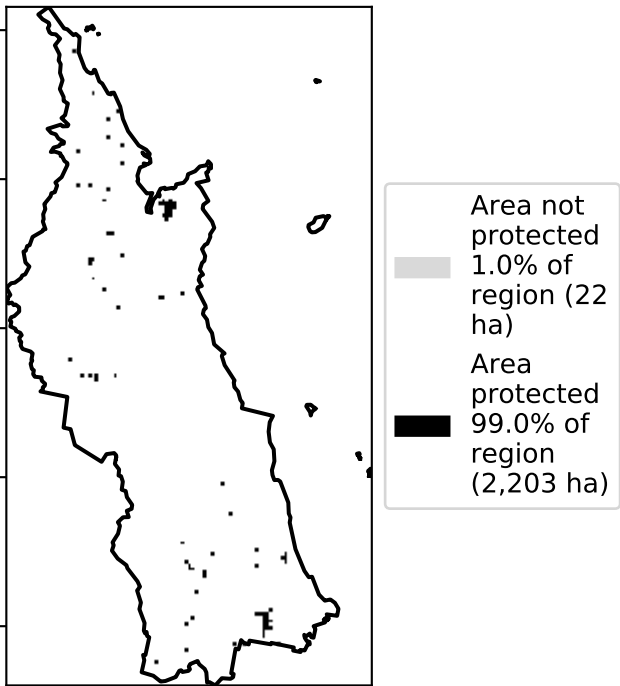 Area not
protected
1.0% of
region (22
ha)
Area
protected
99.0% of
region
(2,203 ha)